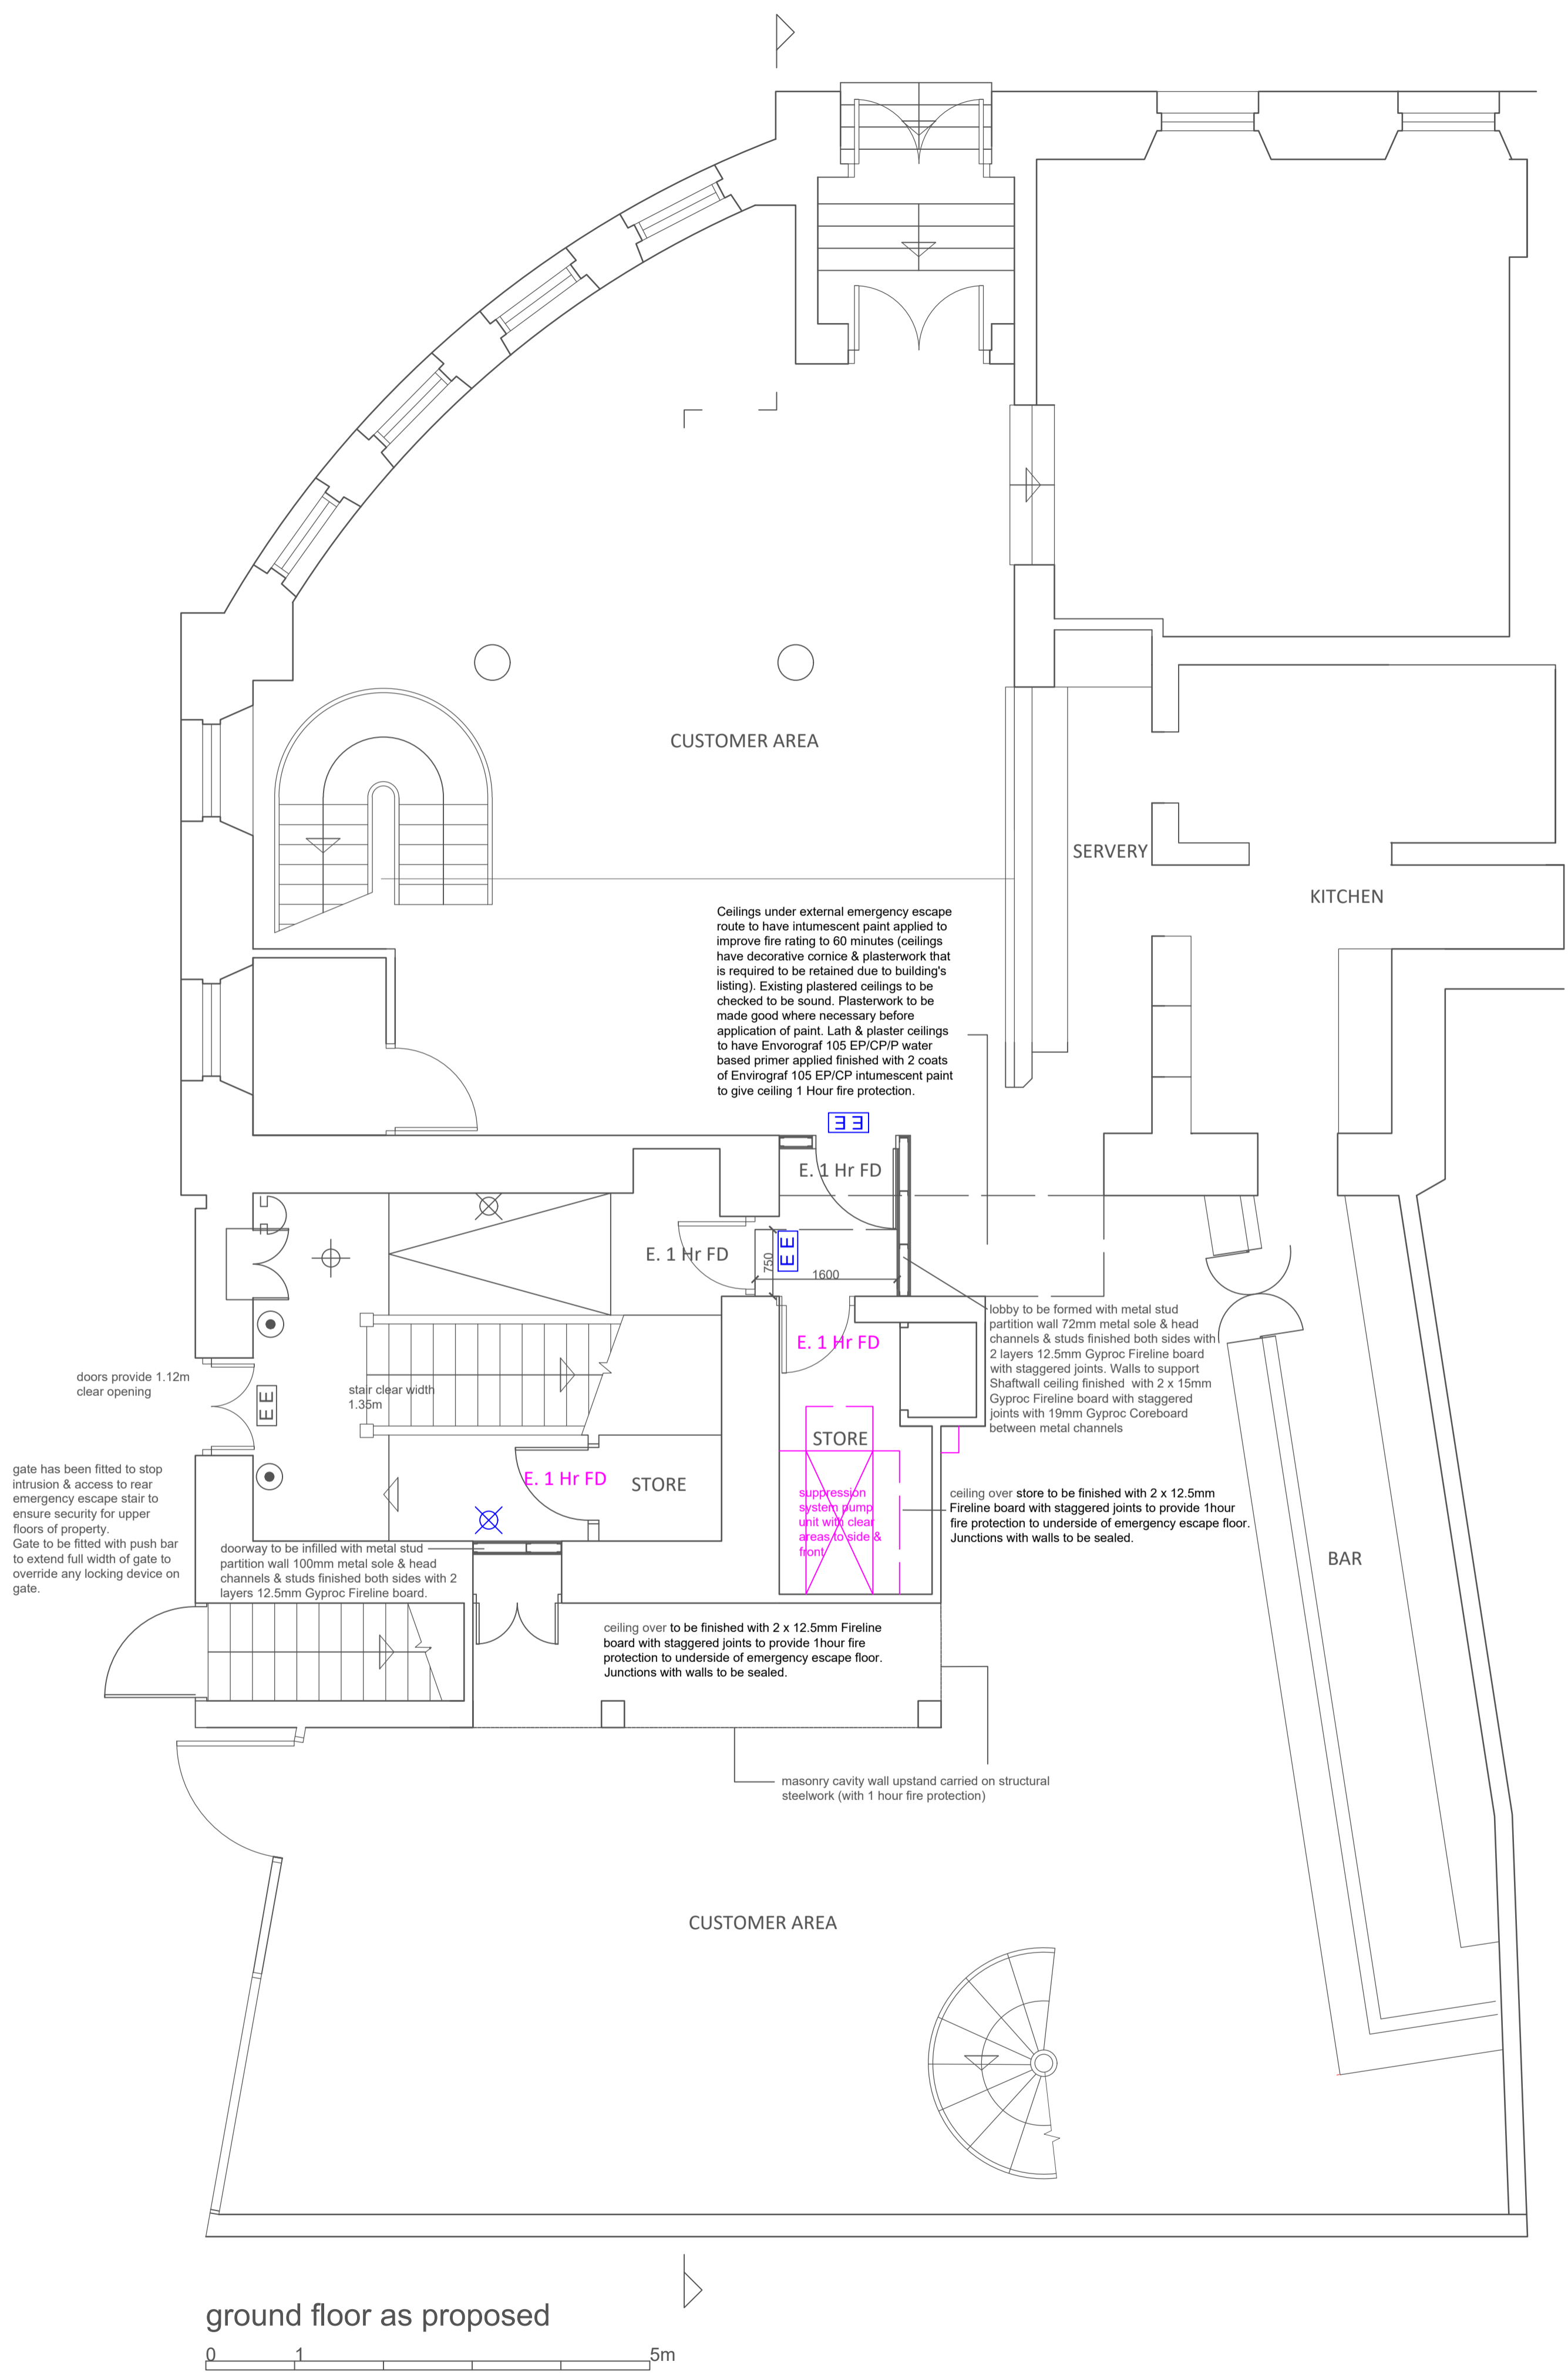 CUSTOMER AREA
SERVERY
KITCHEN
Ceilings under external emergency escape
route to have intumescent paint applied to
improve fire rating to 60 minutes (ceilings
have decorative cornice & plasterwork that
is required to be retained due to building's
listing). Existing plastered ceilings to be
checked to be sound. Plasterwork to be
made good where necessary before
application of paint. Lath & plaster ceilings
to have Envorograf 105 EP/CP/P water
based primer applied finished with 2 coats
of Envirograf 105 EP/CP intumescent paint
to give ceiling 1 Hour fire protection.
E E
E. 1 Hr FD
E. 1 Hr FD
E E
750
1600
lobby to be formed with metal stud
partition wall 72mm metal sole & head
channels & studs finished both sides with
2 layers 12.5mm Gyproc Fireline board
with staggered joints. Walls to support
Shaftwall ceiling finished with 2 x 15mm
Gyproc Fireline board with staggered
joints with 19mm Gyproc Coreboard
between metal channels
E. 1 Hr FD
doors provide 1.12m
clear opening
E E
stair clear width
1.35m
STORE
gate has been fitted to stop
intrusion & access to rear
emergency escape stair to
ensure security for upper
floors of property.
Gate to be fitted with push bar
to extend full width of gate to
override any locking device on
gate.
E. 1 Hr FD
STORE
suppression
system pump
unit with clear
areas to side &
front
ceiling over store to be finished with 2 x 12.5mm
Fireline board with staggered joints to provide 1hour
fire protection to underside of emergency escape floor.
Junctions with walls to be sealed.
BAR
doorway to be infilled with metal stud
partition wall 100mm metal sole & head
channels & studs finished both sides with 2
layers 12.5mm Gyproc Fireline board.
ceiling over to be finished with 2 x 12.5mm Fireline
board with staggered joints to provide 1hour fire
protection to underside of emergency escape floor.
Junctions with walls to be sealed.
masonry cavity wall upstand carried on structural
steelwork (with 1 hour fire protection)
CUSTOMER AREA
ground floor as proposed
0 1 5m